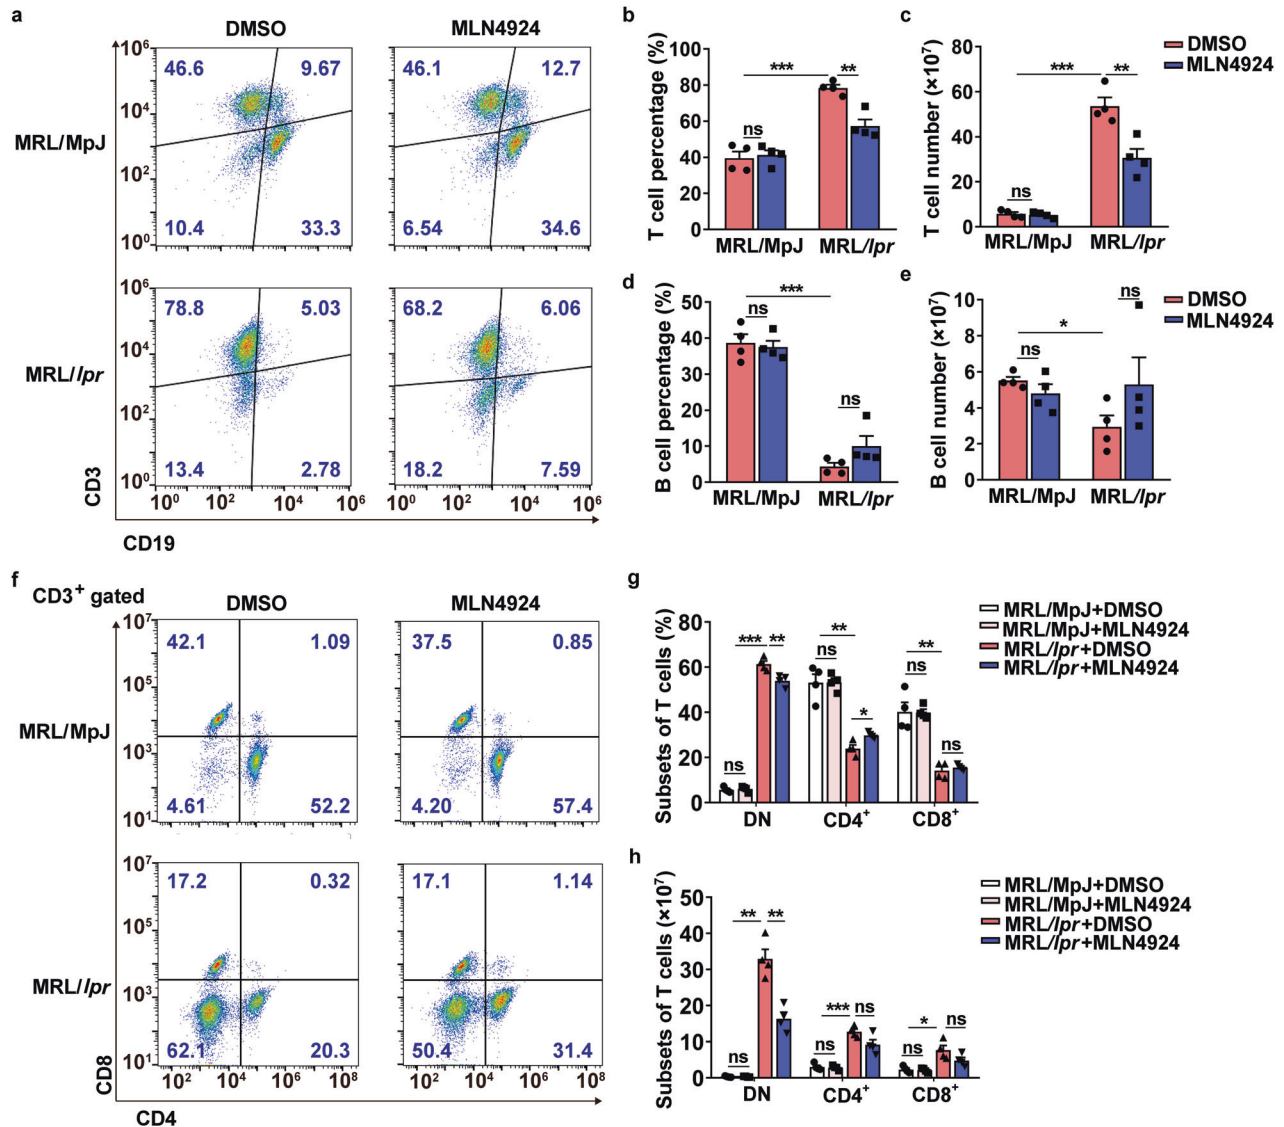 a
DMSO
MLN4924
10⁶
10⁴
10²
10⁰
MRL/MpJ
46.6 9.67
10.4 33.3
46.1 12.7
6.54 34.6
10⁶
10⁴
10²
10⁰
MRL/lpr
78.8 5.03
13.4 2.78
68.2 6.06
18.2 7.59
10⁰ 10² 10⁴ 10⁶
10⁰ 10² 10⁴ 10⁶
CD3
CD19
b
T cell percentage (%)
100
80
60
40
20
0
ns
***
**
MRL/MpJ MRL/lpr
c
T cell number (×10⁷)
80
60
40
20
0
ns
***
**
MRL/MpJ MRL/lpr
DMSO
MLN4924
d
B cell percentage (%)
50
40
30
20
10
0
***
ns
ns
MRL/MpJ MRL/lpr
e
B cell number (×10⁷)
10
8
6
4
2
0
ns
*
ns
MRL/MpJ MRL/lpr
DMSO
MLN4924
f
CD3⁺ gated
DMSO
MLN4924
10⁷
10⁵
10³
10¹
MRL/MpJ
42.1 1.09
4.61 52.2
37.5 0.85
4.20 57.4
10⁷
10⁵
10³
10¹
MRL/lpr
17.2 0.32
62.1 20.3
17.1 1.14
50.4 31.4
10² 10⁴ 10⁶ 10⁸
10² 10⁴ 10⁶ 10⁸
CD8
CD4
g
Subsets of T cells (%)
80
60
40
20
0
ns
***
**
ns
**
*
ns
**
ns
DN CD4⁺ CD8⁺
MRL/MpJ+DMSO
MRL/MpJ+MLN4924
MRL/lpr+DMSO
MRL/lpr+MLN4924
h
Subsets of T cells (×10⁷)
50
40
30
20
10
0
ns
**
**
ns
***
ns
ns
*
ns
DN CD4⁺ CD8⁺
MRL/MpJ+DMSO
MRL/MpJ+MLN4924
MRL/lpr+DMSO
MRL/lpr+MLN4924